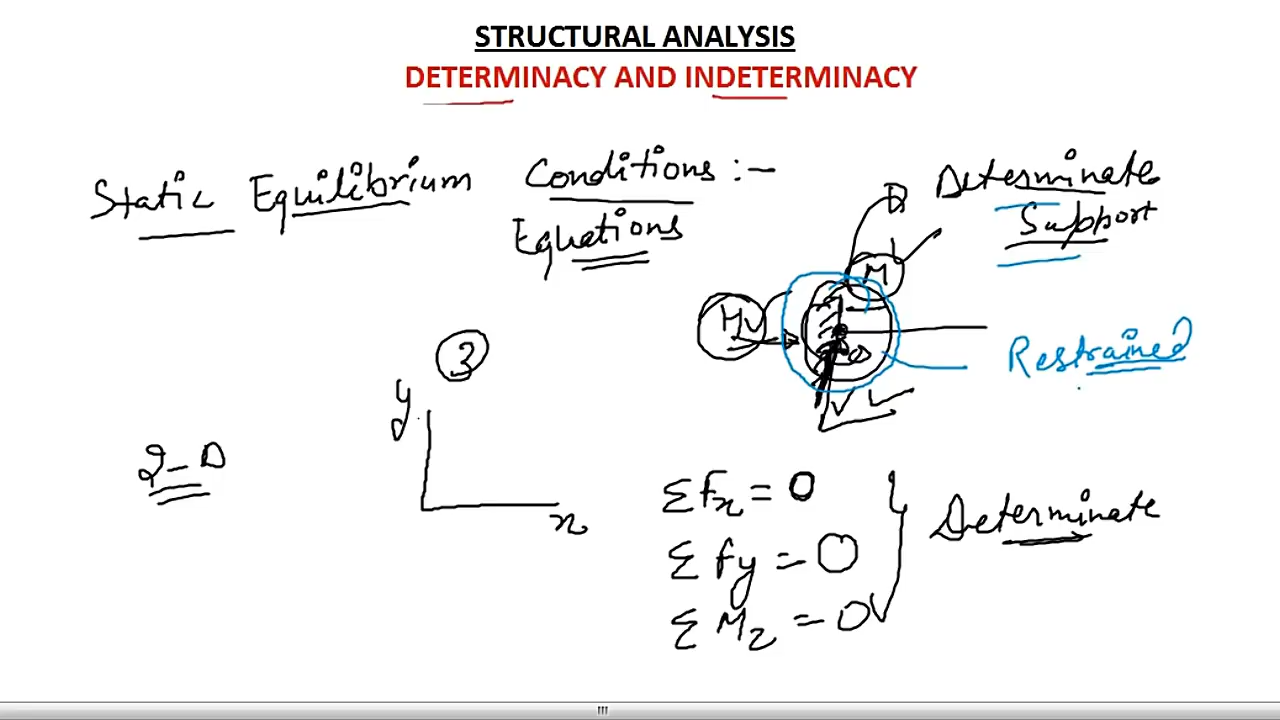 STRUCTURAL ANALYSIS
DETERMINACY AND INDETERMINACY
Static Equilibrium Conditions :-
Equations
Determinate
Support
M
H
Restrained
V
3
y
2-D
x
ΣFx = 0
ΣFy = 0
ΣMz = 0
Determinate